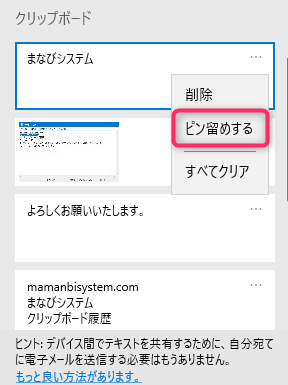 クリップボード
まなびシステム
削除
ピン留めする
すべてクリア
よろしくお願いいたします。
mamanbisystem.com
まなびシステム
クリップボード履歴
ヒント: デバイス間でテキストを共有するために、自分宛て
に電子メールを送信する必要はもうありません。
もっと良い方法があります。